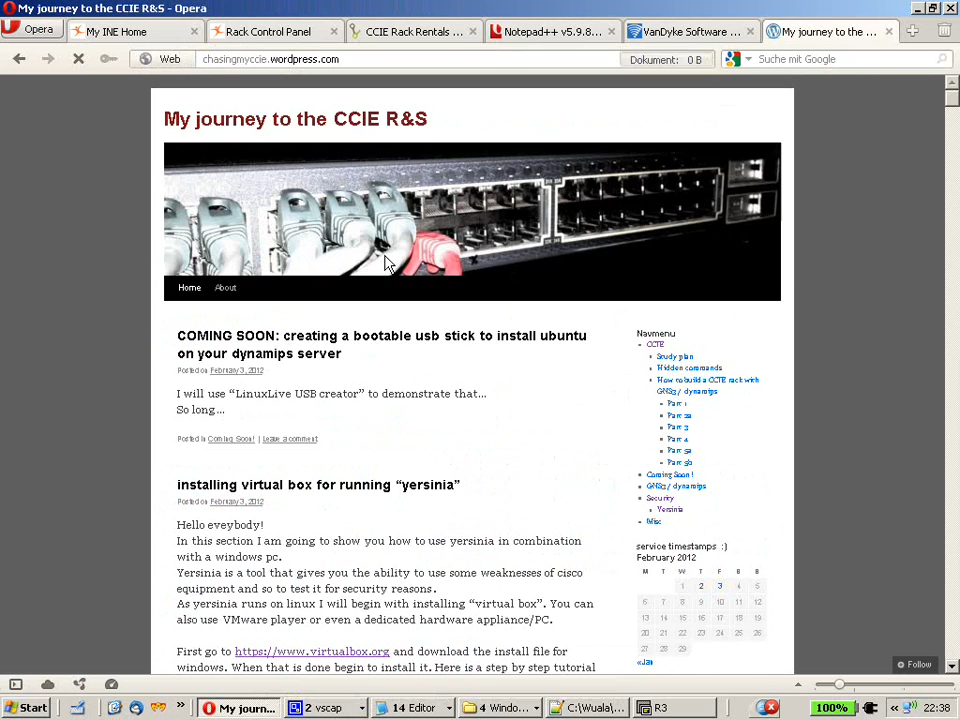 My journey to the CCIE R&S - Opera
Opera
My INE Home
Rack Control Panel
CCIE Rack Rentals ...
Notepad++ v5.9.8...
VanDyke Software ...
My journey to the ...
Web
chasingmyccie.wordpress.com
Dokument: 0 B
Suche mit Google
My journey to the CCIE R&S
Home About
COMING SOON: creating a bootable usb stick to install ubuntu
on your dynamips server
Posted on February 3, 2012
I will use “LinuxLive USB creator” to demonstrate that…
So long…
Posted in Coming Soon! | Leave a comment
installing virtual box for running “yersinia”
Posted on February 3, 2012
Hello eveybody!
In this section I am going to show you how to use yersinia in combination
with a windows pc.
Yersinia is a tool that gives you the ability to use some weaknesses of cisco
equipment and so to test it for security reasons.
As yersinia runs on linux I will begin with installing “virtual box”. You can
also use VMware player or even a dedicated hardware appliance/PC.
First go to https://www.virtualbox.org and download the install file for
windows. When that is done begin to install it. Here is a step by step tutorial
Navmenu
CCIE
Study plan
Hidden commands
How to build a CCIE rack with
GNS3 / dynamips
Part 1
Part 2a
Part 3
Part 4
Part 5a
Part 5b
Coming Soon!
GNS3 / dynamips
Security
Yersinia
Misc
service timestamps :)
February 2012
M T W T F S S
1 2 3 4 5
6 7 8 9 10 11 12
13 14 15 16 17 18 19
20 21 22 23 24 25 26
27 28 29
«Jan
Follow
Start
My journ...
2 vscap
14 Editor
4 Windo...
C:\Wuala\...
R3
100%
22:38